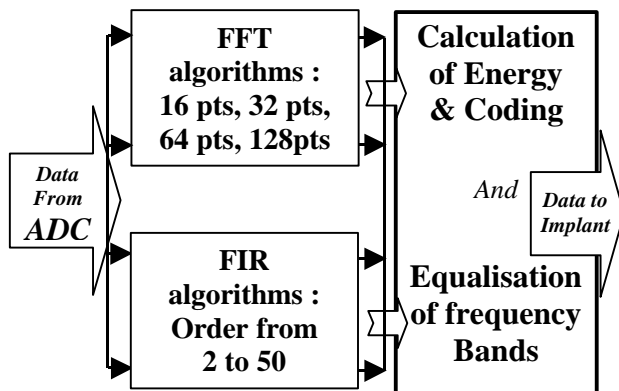 Data
From
ADC
FFT
algorithms :
16 pts, 32 pts,
64 pts, 128pts
FIR
algorithms :
Order from
2 to 50
Calculation
of Energy
& Coding
And
Equalisation
of frequency
Bands
Data to
Implant